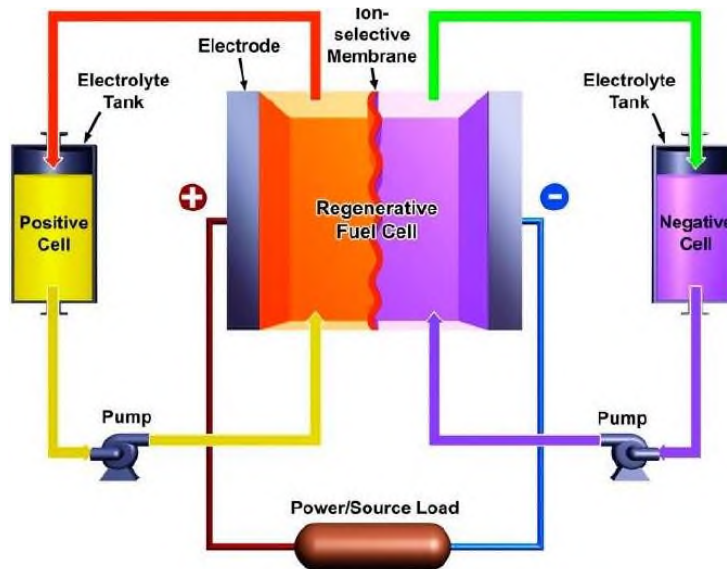 Ion-
selective
Membrane
Electrode
Electrolyte
Tank
Electrolyte
Tank
+
-
Positive
Cell
Regenerative
Fuel Cell
Negative
Cell
Pump
Pump
Power/Source Load